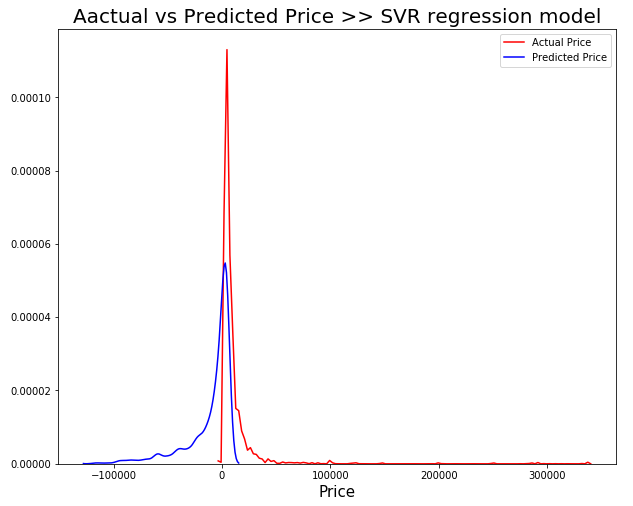 Aactual vs Predicted Price >> SVR regression model
Actual Price
Predicted Price
0.00010
0.00008
0.00006
0.00004
0.00002
0.00000
−100000 0 100000 200000 300000
Price